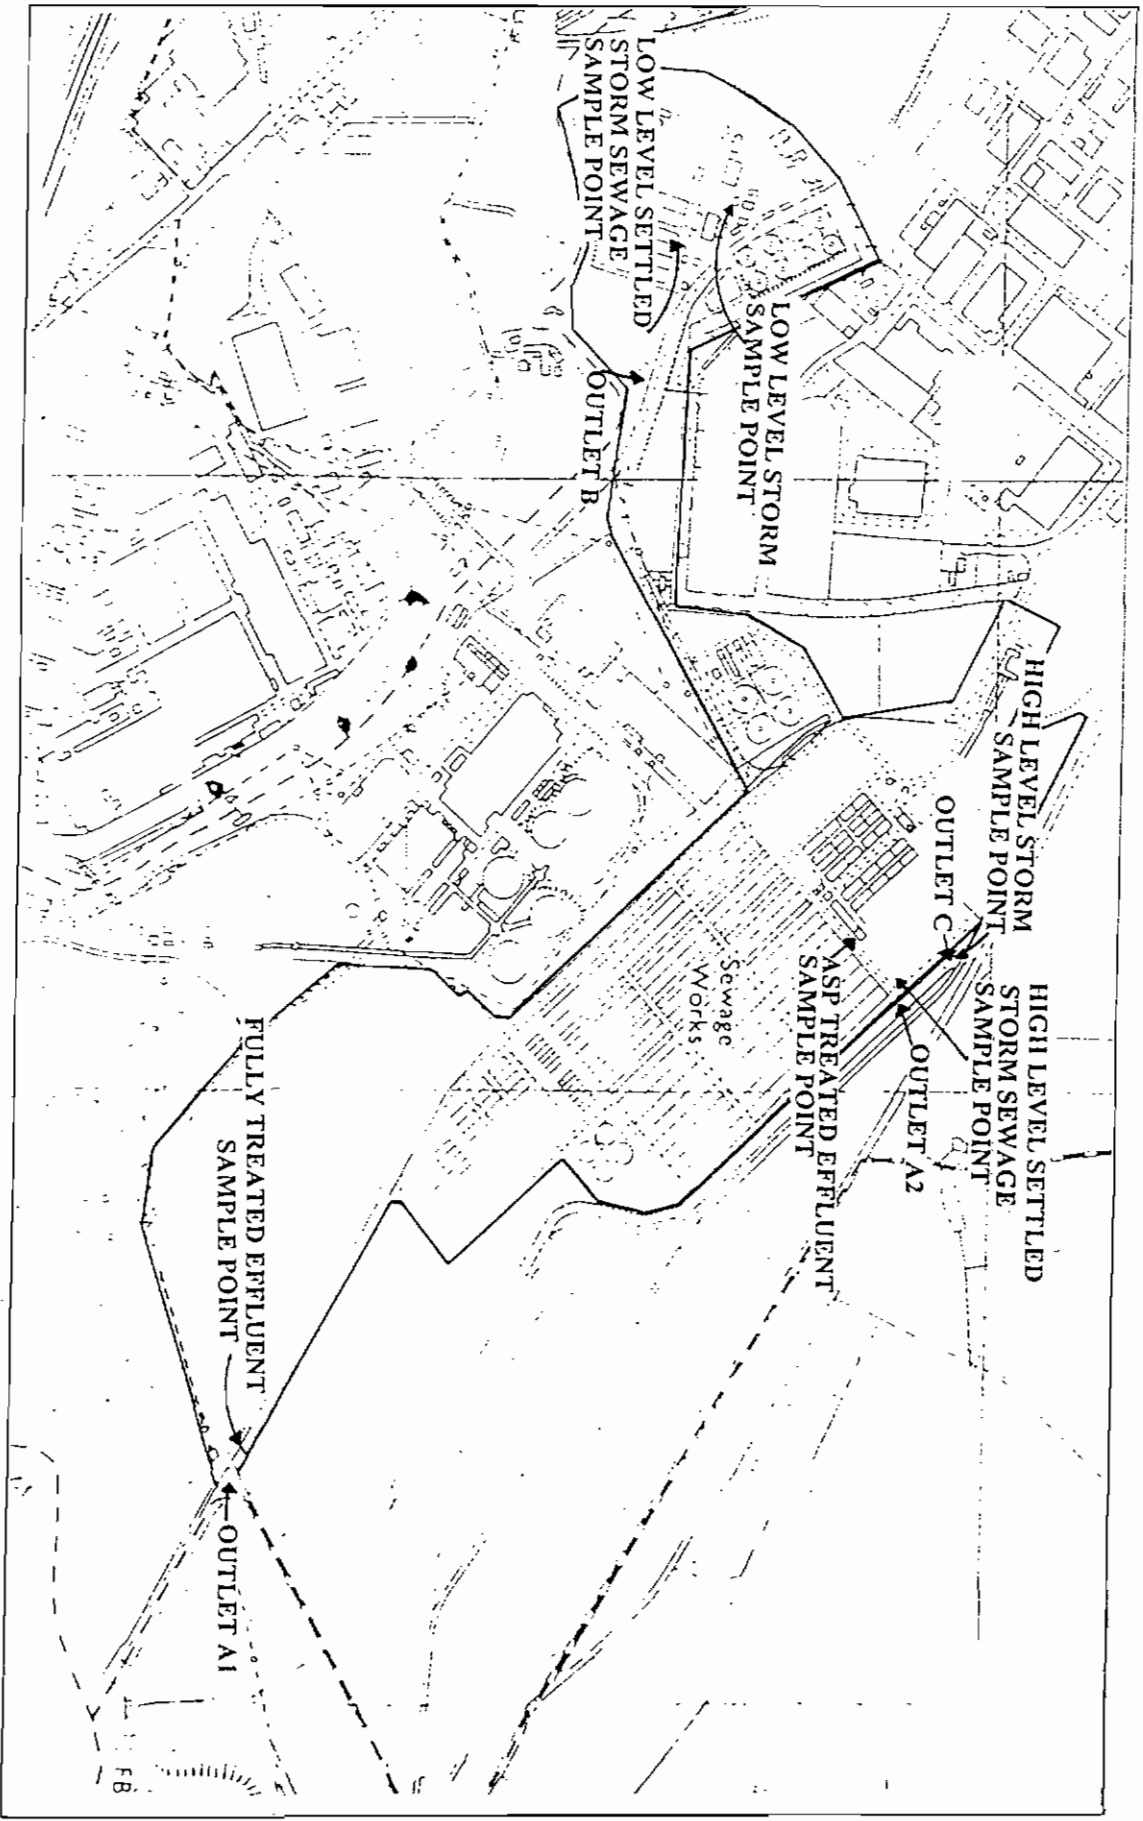 LOW LEVEL SETTLED
STORM SEWAGE
SAMPLE POINT
LOW LEVEL STORM
SAMPLE POINT
OUTLET B
HIGH LEVEL STORM
SAMPLE POINT
OUTLET C
HIGH LEVEL SETTLED
STORM SEWAGE
SAMPLE POINT
OUTLET A2
ASP TREATED EFFLUENT
SAMPLE POINT
Sewage
Works
FULLY TREATED EFFLUENT
SAMPLE POINT
OUTLET A1
FB